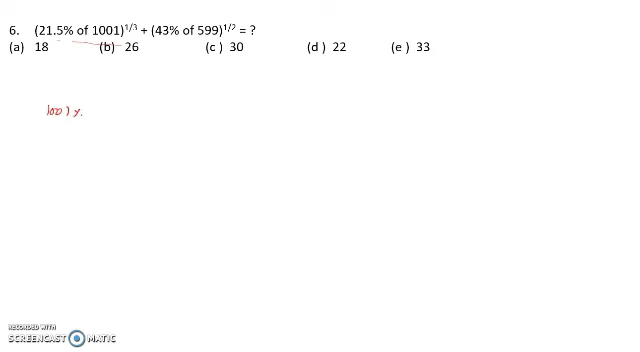 6. (21.5% of 1001)^1/3 + (43% of 599)^1/2 = ?
(a) 18 (b) 26 (c ) 30 (d ) 22 (e ) 33
1001 x
RECORDED WITH
SCREENCAST MATIC